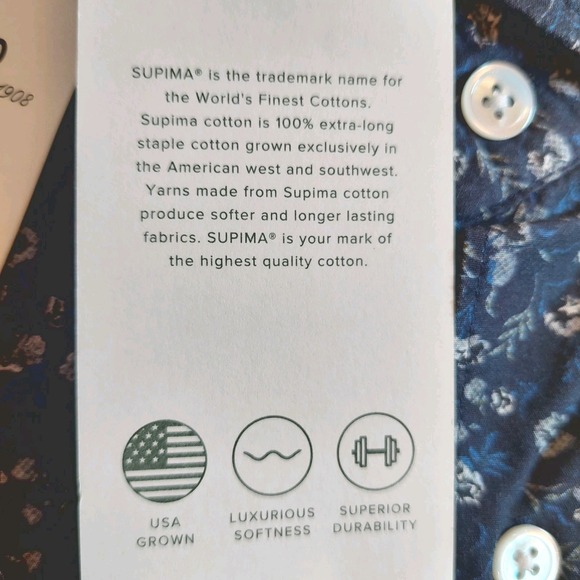 1908
SUPIMA® is the trademark name for
the World's Finest Cottons.
Supima cotton is 100% extra-long
staple cotton grown exclusively in
the American west and southwest.
Yarns made from Supima cotton
produce softer and longer lasting
fabrics. SUPIMA® is your mark of
the highest quality cotton.
USA
GROWN
LUXURIOUS
SOFTNESS
SUPERIOR
DURABILITY